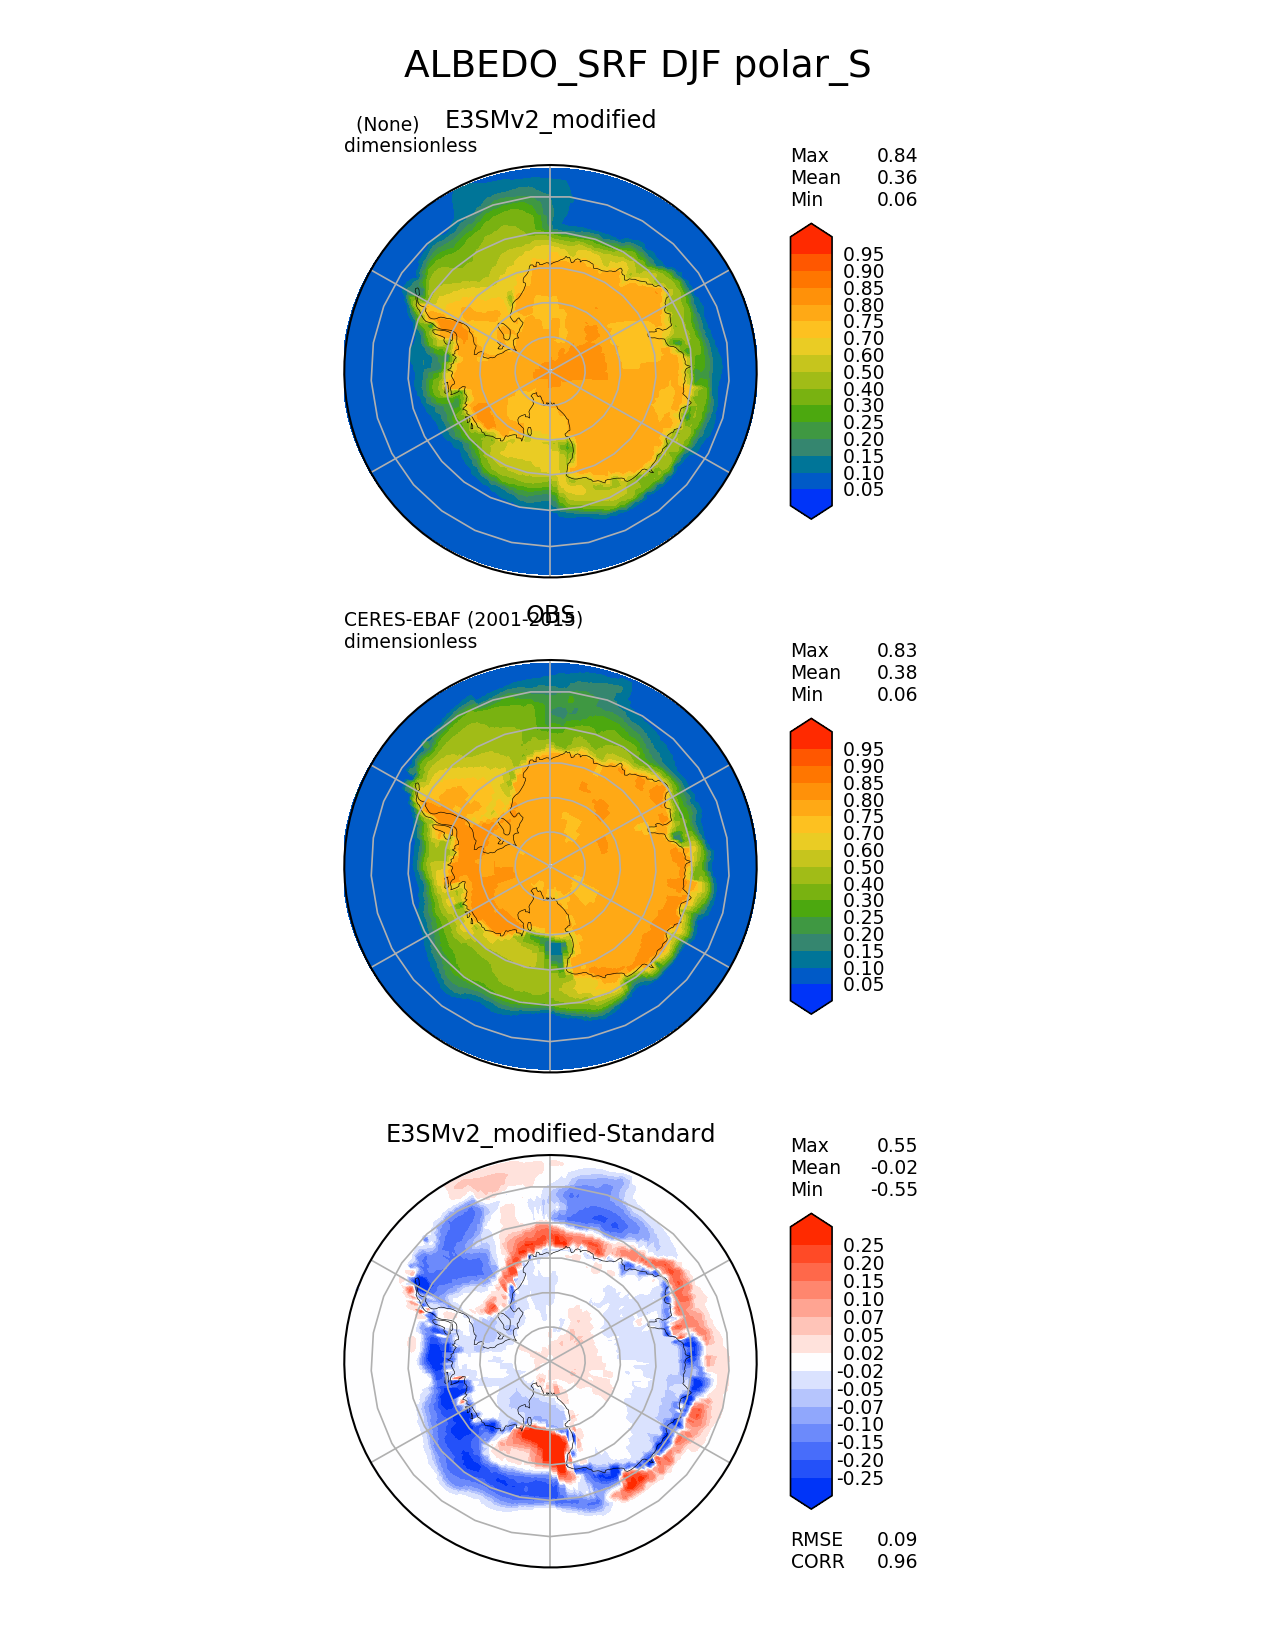 ALBEDO_SRF DJF polar_S
(None)
E3SMv2_modified
dimensionless
Max 0.84
Mean 0.36
Min 0.06
0.95
0.90
0.85
0.80
0.75
0.70
0.60
0.50
0.40
0.30
0.25
0.20
0.15
0.10
0.05
OBS
CERES-EBAF (2001-2015)
dimensionless
Max 0.83
Mean 0.38
Min 0.06
0.95
0.90
0.85
0.80
0.75
0.70
0.60
0.50
0.40
0.30
0.25
0.20
0.15
0.10
0.05
E3SMv2_modified-Standard
Max 0.55
Mean -0.02
Min -0.55
0.25
0.20
0.15
0.10
0.07
0.05
0.02
-0.02
-0.05
-0.07
-0.10
-0.15
-0.20
-0.25
RMSE 0.09
CORR 0.96